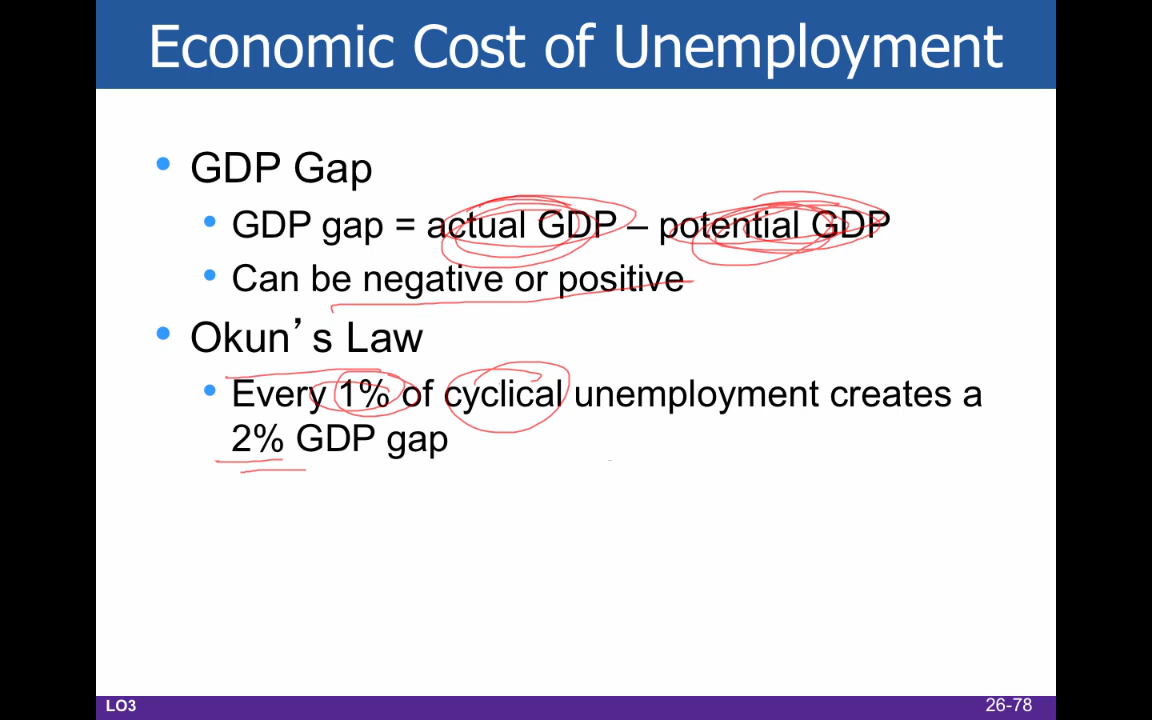 Economic Cost of Unemployment
• GDP Gap
• GDP gap = actual GDP – potential GDP
• Can be negative or positive
• Okun’s Law
• Every 1% of cyclical unemployment creates a
2% GDP gap
LO3
26-78